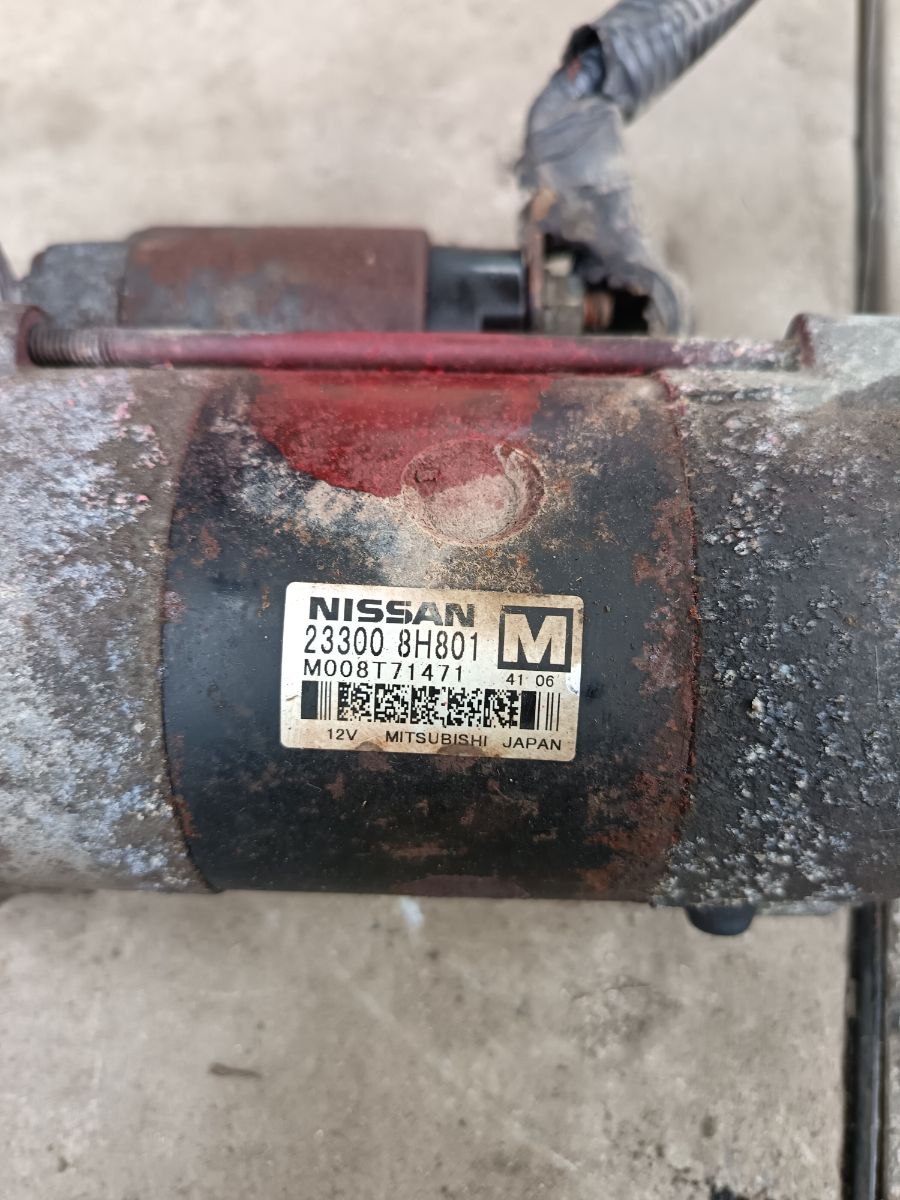 NISSAN
23300 8H801
M
M008T71471
41 06
12V MITSUBISHI JAPAN